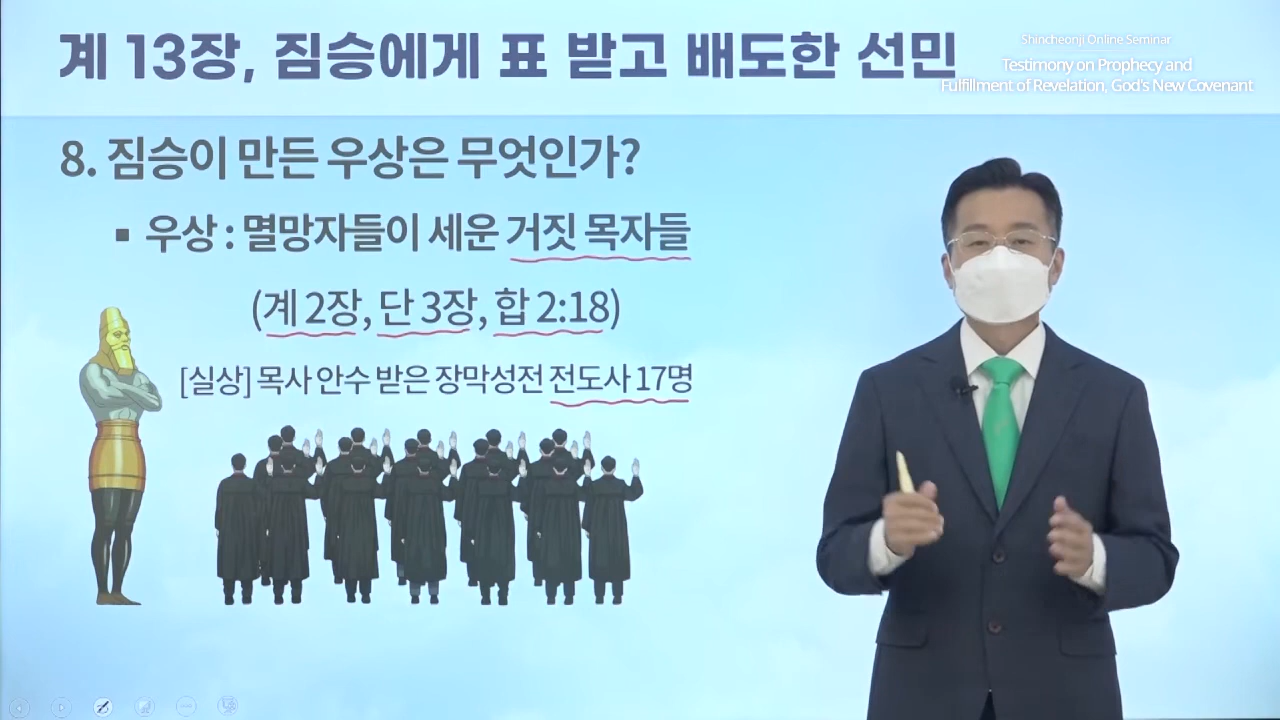 계 13장, 짐승에게 표 받고 배도한 선민
Shincheonji Online Seminar
Testimony on Prophecy and
Fulfillment of Revelation, God's New Covenant
8. 짐승이 만든 우상은 무엇인가?
▪ 우상 : 멸망자들이 세운 거짓 목자들
(계 2장, 단 3장, 합 2:18)
[실상] 목사 안수 받은 장막성전 전도사 17명